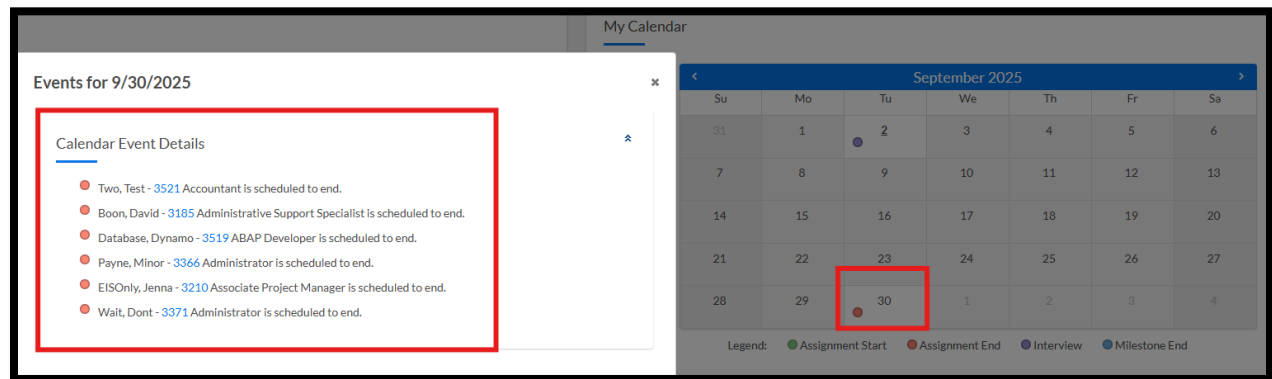 My Calendar
Events for 9/30/2025 ×
Calendar Event Details
Two, Test - 3521 Accountant is scheduled to end.
Boon, David - 3185 Administrative Support Specialist is scheduled to end.
Database, Dynamo - 3519 ABAP Developer is scheduled to end.
Payne, Minor - 3366 Administrator is scheduled to end.
EISOnly, Jenna - 3210 Associate Project Manager is scheduled to end.
Wait, Dont - 3371 Administrator is scheduled to end.
September 2025
Su Mo Tu We Th Fr Sa
31 1 2 3 4 5 6
7 8 9 10 11 12 13
14 15 16 17 18 19 20
21 22 23 24 25 26 27
28 29 30 1 2 3 4
Legend: Assignment Start Assignment End Interview Milestone End